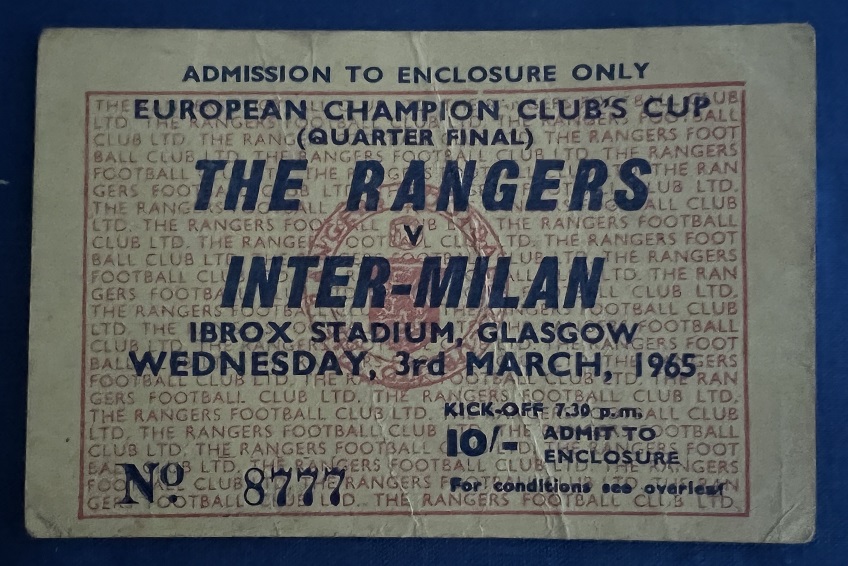 ADMISSION TO ENCLOSURE ONLY
EUROPEAN CHAMPION CLUB'S CUP
(QUARTER FINAL)
THE RANGERS
v
INTER-MILAN
IBROX STADIUM, GLASGOW
WEDNESDAY, 3rd MARCH, 1965
KICK-OFF 7.30 p.m.
10/- ADMIT TO
ENCLOSURE
For conditions see overleaf
Nº 8777